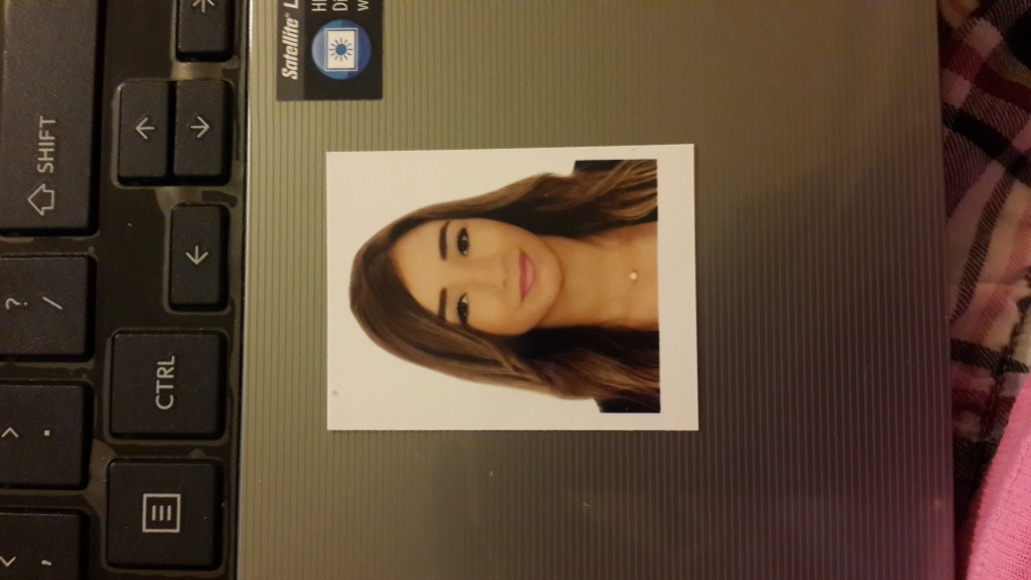 Satellite L
SHIFT
?
/
CTRL
>
.
<
,